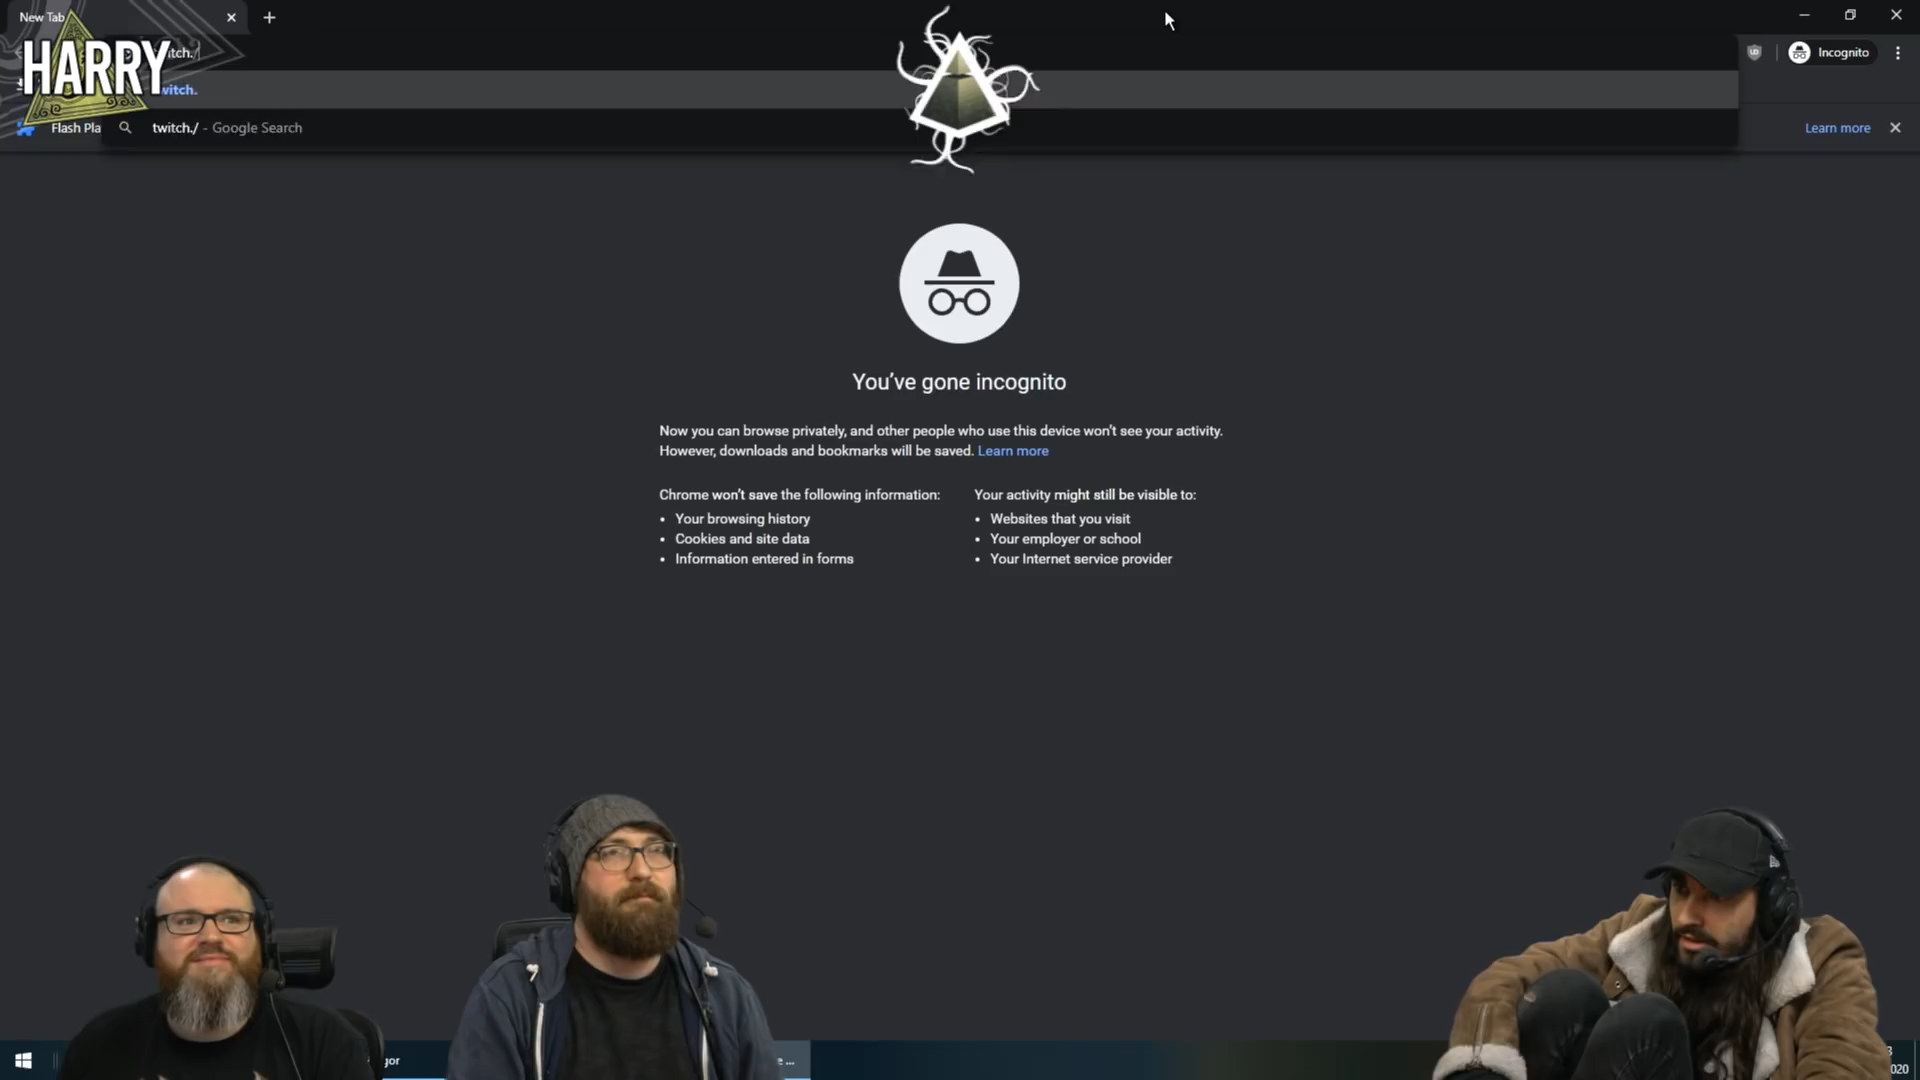 New Tab
HARRY
itch./
Incognito
witch.
Flash Pla
twitch./ - Google Search
Learn more
You've gone incognito
Now you can browse privately, and other people who use this device won't see your activity.
However, downloads and bookmarks will be saved. Learn more
Chrome won't save the following information:
Your browsing history
Cookies and site data
Information entered in forms
Your activity might still be visible to:
Websites that you visit
Your employer or school
Your Internet service provider
gor
e ...
3
020